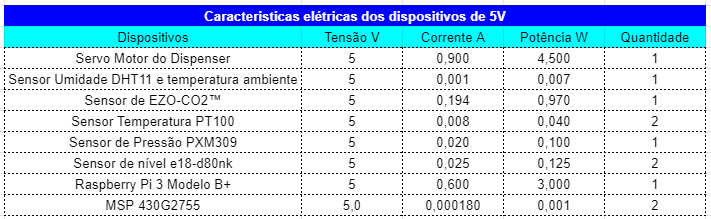 Caracteristicas elétricas dos dispositivos de 5V
Dispositivos Tensão V Corrente A Potência W Quantidade
Servo Motor do Dispenser 5 0,900 4,500 1
Sensor Umidade DHT11 e temperatura ambiente 5 0,001 0,007 1
Sensor de EZO-CO2™ 5 0,194 0,970 1
Sensor Temperatura PT100 5 0,008 0,040 2
Sensor de Pressão PXM309 5 0,020 0,100 1
Sensor de nível e18-d80nk 5 0,025 0,125 2
Raspberry Pi 3 Modelo B+ 5 0,600 3,000 1
MSP 430G2755 5,0 0,000180 0,001 2